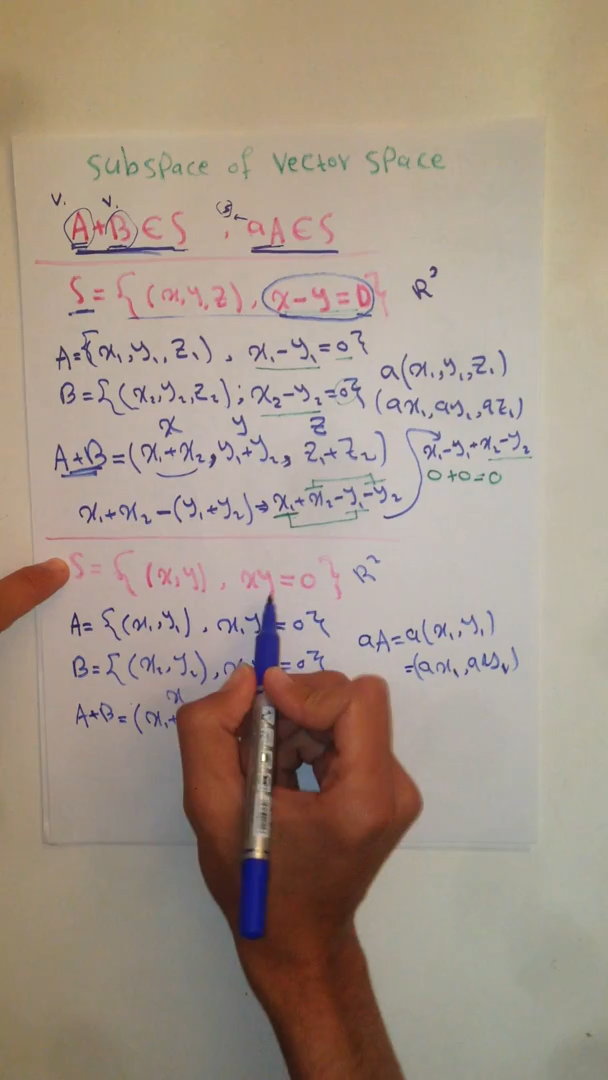 Subspace of vector space
v. v.
A+B∈S , aA∈S
S={(x,y,z), x-y=0} R³
A={x₁,y₁,z₁), x₁-y₁=0}
a(x₁,y₁,z₁)
B={(x₂,y₂,z₂); x₂-y₂=0}
(ax₁,ay₁,az₁)
x y z
A+B=(x₁+x₂,y₁+y₂, z₁+z₂)
x₁-y₁+x₂-y₂
0+0=0
x₁+x₂-(y₁+y₂)⇒x₁+x₂-y₁-y₂
S={(x,y), xy=0} R²
A={(x₁,y₁), x₁y =0}
aA=a(x₁,y₁)
B={(x₂,y₂), =0}
=(ax₁,ay₁)
x
A+B=(x₁+